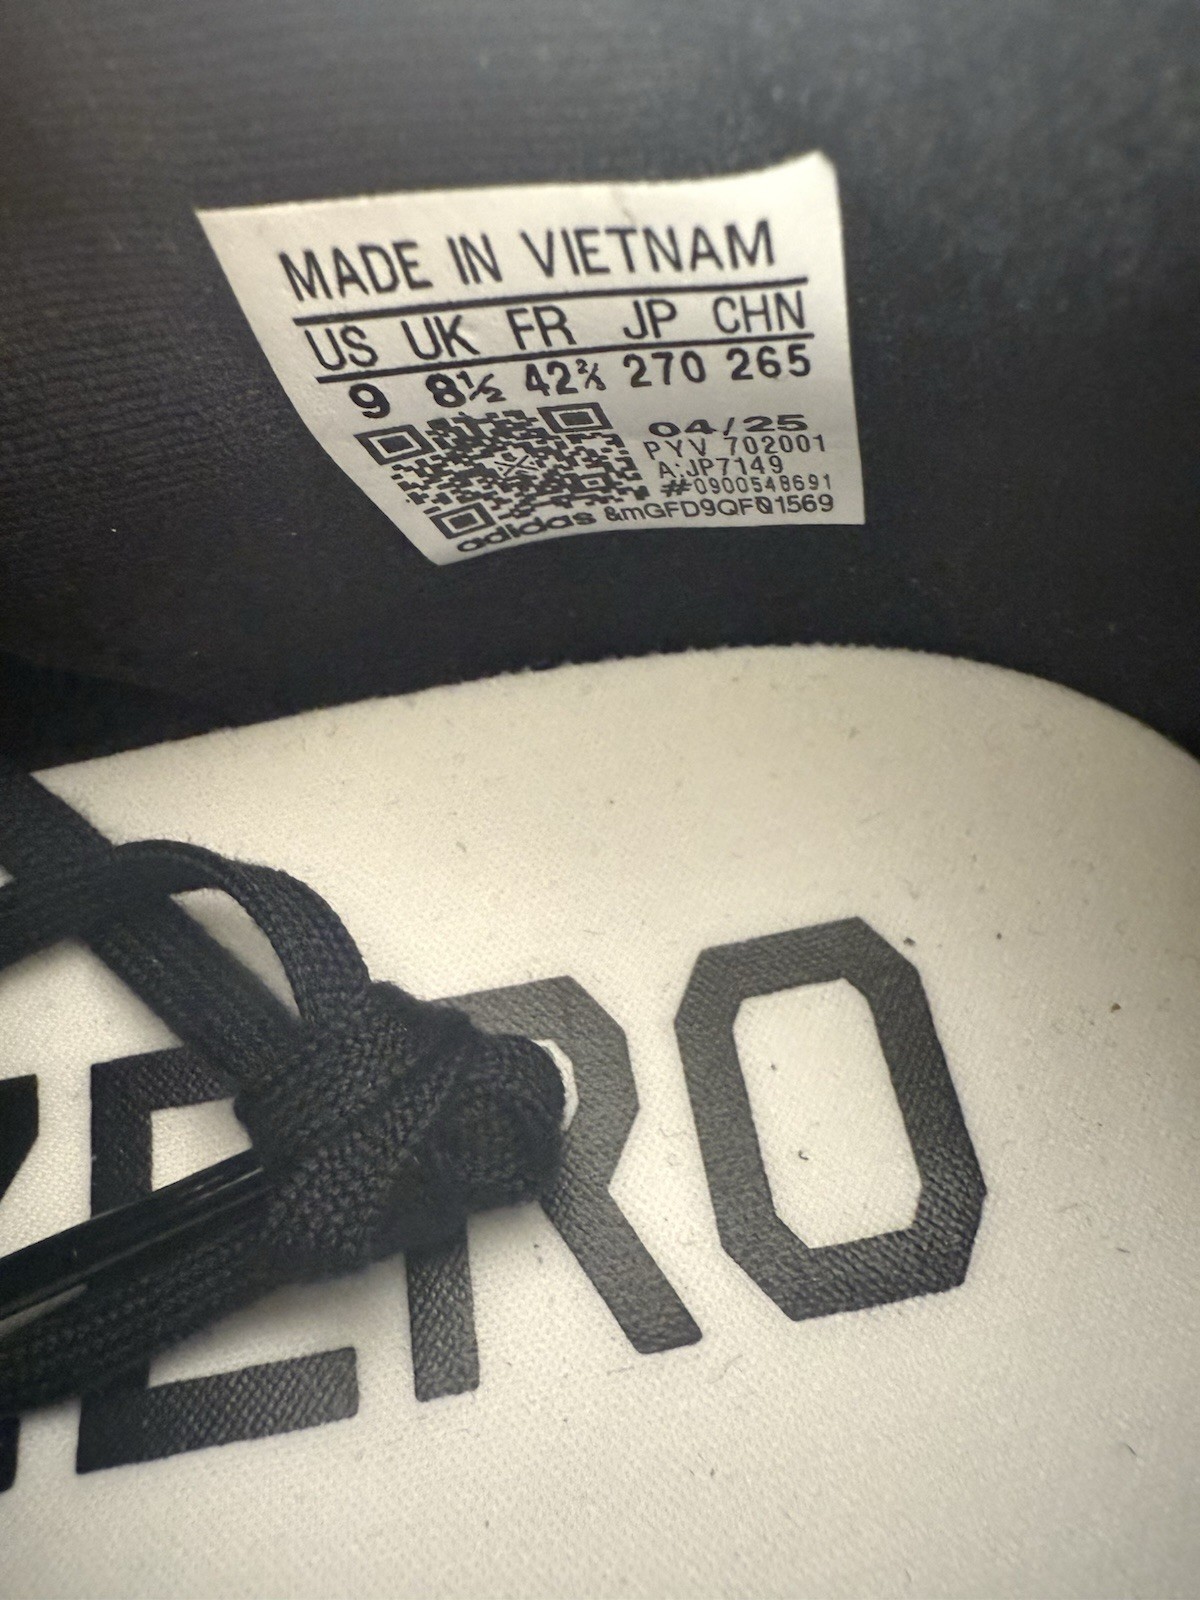 MADE IN VIETNAM
US UK FR JP CHN
9 8½ 42⅔ 270 265
04/25
PYV 702001
A:JP7149
#0900548691
adidas &mGFD9QF01569
ZERO